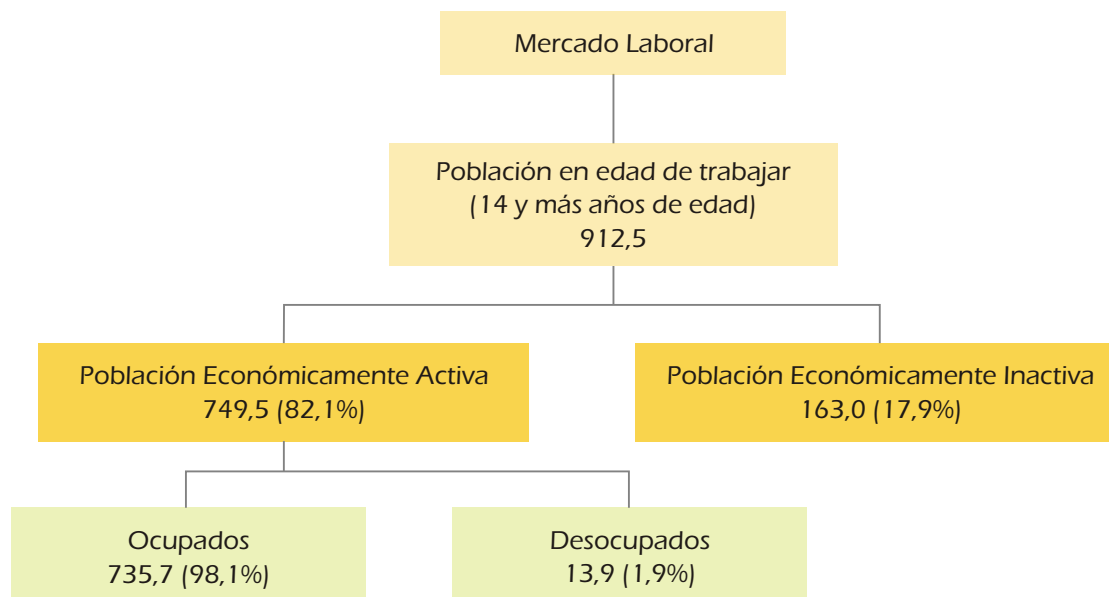 Mercado Laboral
Población en edad de trabajar
(14 y más años de edad)
912,5
Población Económicamente Activa
749,5 (82,1%)
Población Económicamente Inactiva
163,0 (17,9%)
Ocupados
735,7 (98,1%)
Desocupados
13,9 (1,9%)